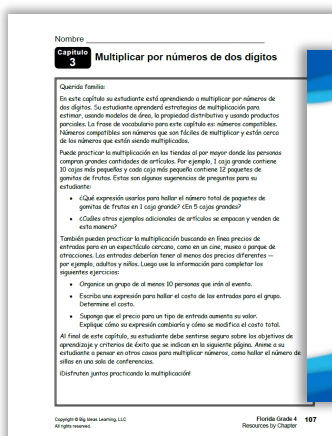 Nombre
Capítulo
3
Multiplicar por números de dos dígitos
Querida familia:
En este capítulo su estudiante está aprendiendo a multiplicar por números de
dos dígitos. Su estudiante aprenderá estrategias de multiplicación para
estimar, usando modelos de área, la propiedad distributiva y usando productos
parciales. La frase de vocabulario para este capítulo es: números compatibles.
Números compatibles son números que son fáciles de multiplicar y están cerca
de los números que están siendo multiplicados.
Puede practicar la multiplicación en las tiendas al por mayor donde las personas
compran grandes cantidades de artículos. Por ejemplo, 1 caja grande contiene
10 cajas más pequeñas y cada caja más pequeña contiene 12 paquetes de
gomitas de frutas. Estas son algunas sugerencias de preguntas para su
estudiante:
• ¿Qué expresión usarías para hallar el número total de paquetes de
gomitas de frutas en 1 caja grande? ¿En 5 cajas grandes?
• ¿Cuáles otros ejemplos adicionales de artículos se empacan y venden de
esta manera?
También pueden practicar la multiplicación buscando en línea precios de
entradas para en un espectáculo cercano, como en un cine, museo o parque de
atracciones. Las entradas deberían tener al menos dos precios diferentes —
por ejemplo, adultos y niños. Luego use la información para completar los
siguientes ejercicios:
• Organice un grupo de al menos 10 personas que irán al evento.
• Escriba una expresión para hallar el costo de las entradas para el grupo.
Determine el costo.
• Suponga que el precio para un tipo de entrada aumenta su valor.
Explique cómo su expresión cambiaría y cómo se modifica el costo total.
Al final de este capítulo, su estudiante debe sentirse seguro sobre los objetivos de
aprendizaje y criterios de éxito que se indican en la siguiente página. Anime a su
estudiante a pensar en otros casos para multiplicar números, como hallar el número de
sillas en una sala de conferencias.
¡Disfruten juntos practicando la multiplicación!
Copyright © Big Ideas Learning, LLC
All rights reserved.
Florida Grade 4 107
Resources by Chapter